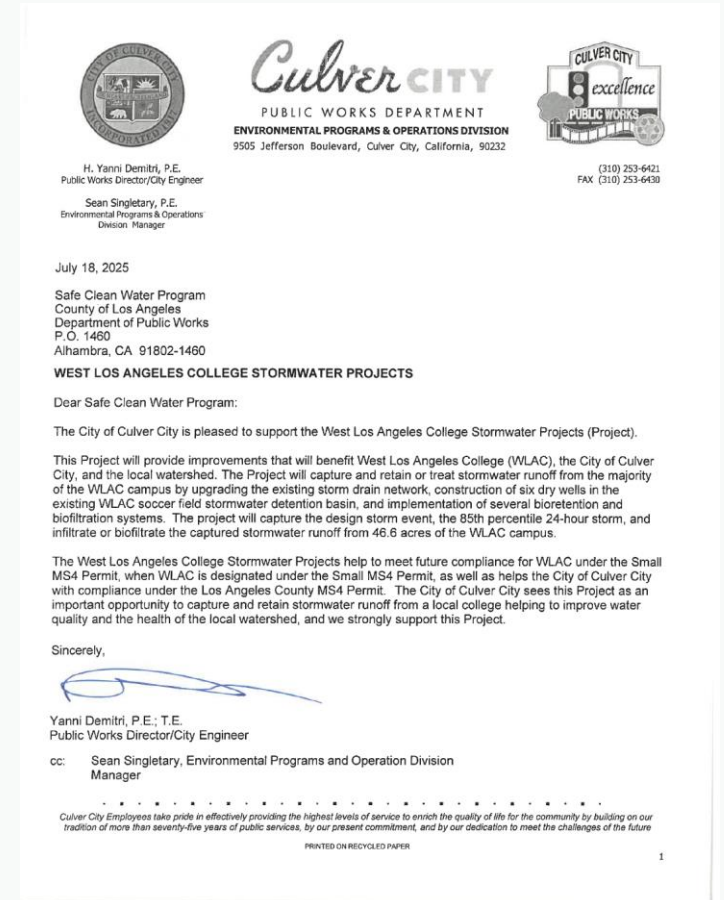 CITY OF CULVER CITY
INCORPORATED
Culver CITY
PUBLIC WORKS DEPARTMENT
ENVIRONMENTAL PROGRAMS & OPERATIONS DIVISION
9505 Jefferson Boulevard, Culver City, California, 90232
CULVER CITY
excellence
PUBLIC WORKS
H. Yanni Demitri, P.E.
Public Works Director/City Engineer
Sean Singletary, P.E.
Environmental Programs & Operations
Division Manager
(310) 253-6421
FAX (310) 253-6430
July 18, 2025
Safe Clean Water Program
County of Los Angeles
Department of Public Works
P.O. 1460
Alhambra, CA 91802-1460
WEST LOS ANGELES COLLEGE STORMWATER PROJECTS
Dear Safe Clean Water Program:
The City of Culver City is pleased to support the West Los Angeles College Stormwater Projects (Project).
This Project will provide improvements that will benefit West Los Angeles College (WLAC), the City of Culver
City, and the local watershed. The Project will capture and retain or treat stormwater runoff from the majority
of the WLAC campus by upgrading the existing storm drain network, construction of six dry wells in the
existing WLAC soccer field stormwater detention basin, and implementation of several bioretention and
biofiltration systems. The project will capture the design storm event, the 85th percentile 24-hour storm, and
infiltrate or biofiltrate the captured stormwater runoff from 46.6 acres of the WLAC campus.
The West Los Angeles College Stormwater Projects help to meet future compliance for WLAC under the Small
MS4 Permit, when WLAC is designated under the Small MS4 Permit, as well as helps the City of Culver City
with compliance under the Los Angeles County MS4 Permit. The City of Culver City sees this Project as an
important opportunity to capture and retain stormwater runoff from a local college helping to improve water
quality and the health of the local watershed, and we strongly support this Project.
Sincerely,
Yanni Demitri, P.E.; T.E.
Public Works Director/City Engineer
cc: Sean Singletary, Environmental Programs and Operation Division
Manager
Culver City Employees take pride in effectively providing the highest levels of service to enrich the quality of life for the community by building on our
tradition of more than seventy-five years of public services, by our present commitment, and by our dedication to meet the challenges of the future
PRINTED ON RECYCLED PAPER
1